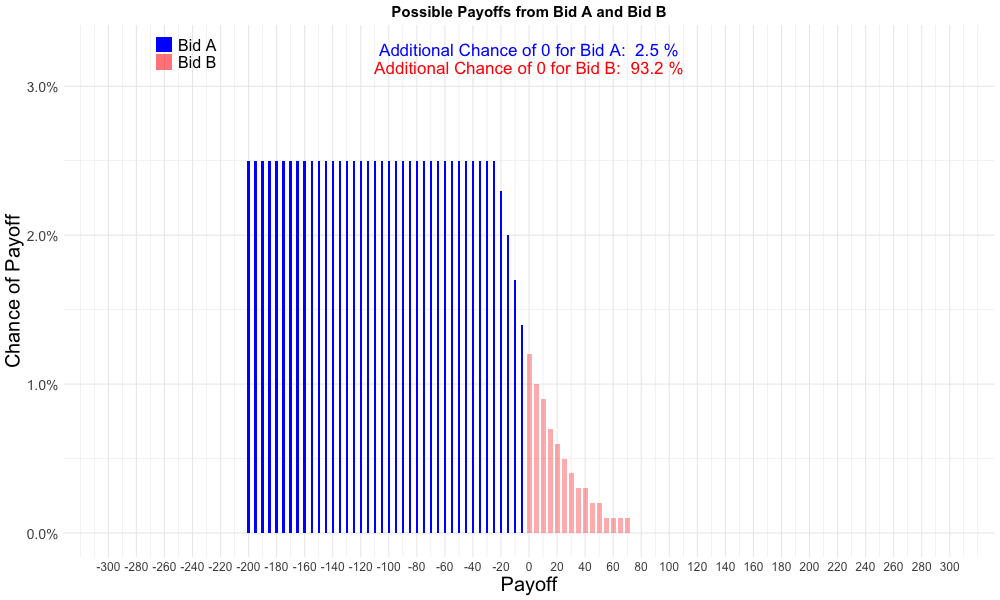 Possible Payoffs from Bid A and Bid B
Bid A
Bid B
Additional Chance of 0 for Bid A:  2.5 %
Additional Chance of 0 for Bid B:  93.2 %
Chance of Payoff
3.0%
2.0%
1.0%
0.0%
-300 -280 -260 -240 -220 -200 -180 -160 -140 -120 -100 -80 -60 -40 -20 0 20 40 60 80 100 120 140 160 180 200 220 240 260 280 300
Payoff